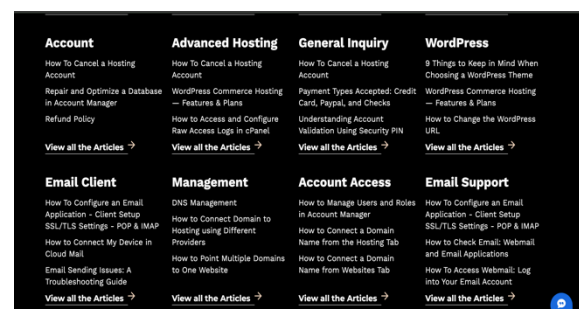 Account
How To Cancel a Hosting
Account
Repair and Optimize a Database
in Account Manager
Refund Policy
View all the Articles →
Advanced Hosting
How To Cancel a Hosting
Account
WordPress Commerce Hosting
— Features & Plans
How to Access and Configure
Raw Access Logs in cPanel
View all the Articles →
General Inquiry
How To Cancel a Hosting
Account
Payment Types Accepted: Credit
Card, Paypal, and Checks
Understanding Account
Validation Using Security PIN
View all the Articles →
WordPress
9 Things to Keep in Mind When
Choosing a WordPress Theme
WordPress Commerce Hosting
— Features & Plans
How to Change the WordPress
URL
View all the Articles →
Email Client
How To Configure an Email
Application - Client Setup
SSL/TLS Settings - POP & IMAP
How to Connect My Device in
Cloud Mail
Email Sending Issues: A
Troubleshooting Guide
View all the Articles →
Management
DNS Management
How to Connect Domain to
Hosting using Different
Providers
How to Point Multiple Domains
to One Website
View all the Articles →
Account Access
How to Manage Users and Roles
in Account Manager
How to Connect a Domain
Name from the Hosting Tab
How to Connect a Domain
Name from Websites Tab
View all the Articles →
Email Support
How To Configure an Email
Application - Client Setup
SSL/TLS Settings - POP & IMAP
How to Check Email: Webmail
and Email Applications
How To Access Webmail: Log
into Your Email Account
View all the Articles →